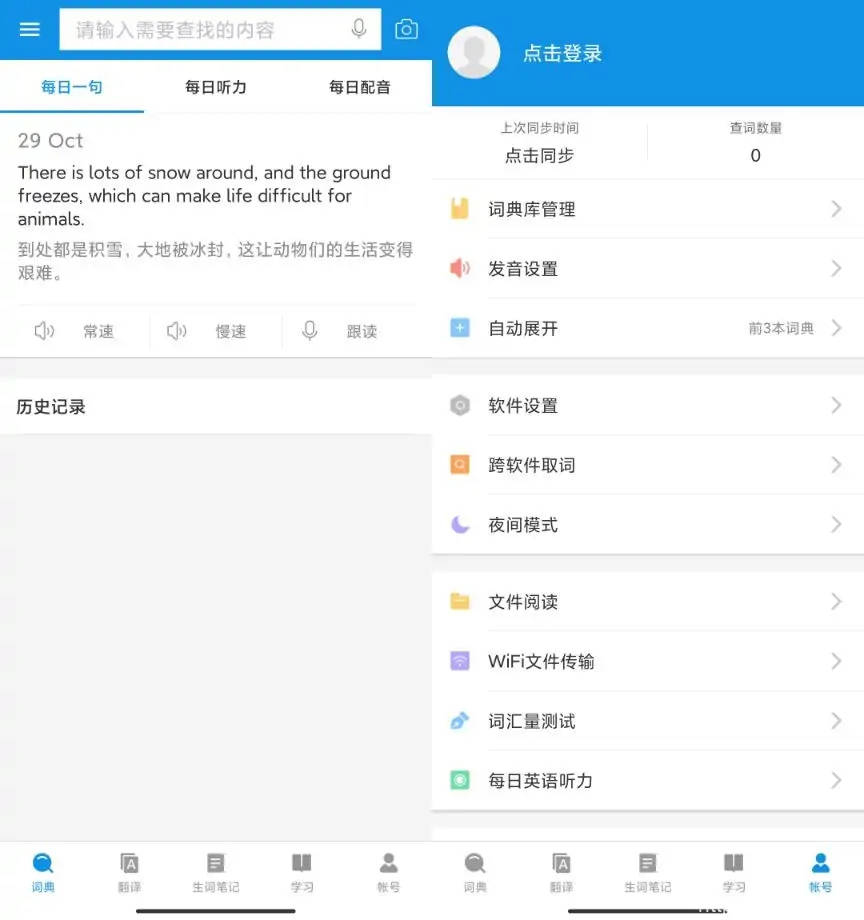 请输入需要查找的内容
每日一句
每日听力
每日配音
29 Oct
There is lots of snow around, and the ground
freezes, which can make life difficult for
animals.
到处都是积雪，大地被冰封，这让动物们的生活变得
艰难。
常速
慢速
跟读
历史记录
词典
翻译
生词笔记
学习
帐号
点击登录
上次同步时间
点击同步
查词数量
0
词典库管理
发音设置
自动展开
前3本词典
软件设置
跨软件取词
夜间模式
文件阅读
WiFi文件传输
词汇量测试
每日英语听力
词典
翻译
生词笔记
学习
帐号